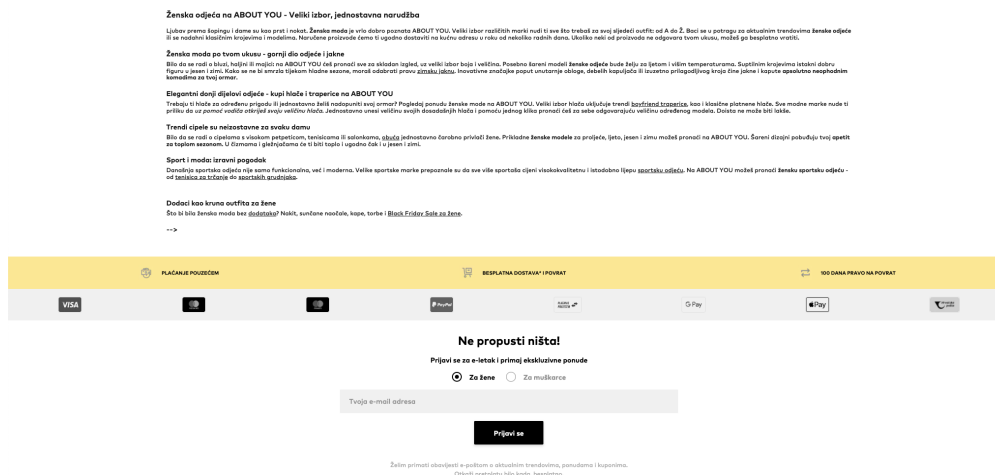 Ženska odjeća na ABOUT YOU - Veliki izbor, jednostavna narudžba
Ljubav prema šopingu i dame su kao prst i nokat. Ženska moda je vrlo dobro poznata ABOUT YOU. Veliki izbor različitih marki nudi ti sve što trebaš za svoj sljedeći outfit: od A do Ž. Baci se u potragu za aktualnim trendovima ženske odjeće
ili se nadahni klasičnim krojevima i modelima. Naručene proizvode ćemo ti ugodno dostaviti na kućnu adresu u roku od nekoliko radnih dana. Ukoliko neki od proizvoda ne odgovara tvom ukusu, možeš ga besplatno vratiti.
Ženska moda po tvom ukusu - gornji dio odjeće i jakne
Bilo da se radi o bluzi, haljini ili majici: na ABOUT YOU ćeš pronaći sve za skladan izgled, uz veliki izbor boja i veličina. Posebno šareni modeli ženske odjeće bude želju za ljetom i višim temperaturama. Suptilnim krojevima istakni dobru
figuru u jesen i zimi. Kako se ne bi smrzla tijekom hladne sezone, moraš odabrati pravu zimsku jaknu. Inovativne značajke poput unutarnje obloge, debelih kapuljača ili izuzetno prilagodljivog kroja čine jakne i kapute apsolutno neophodnim
komadima za tvoj ormar.
Elegantni donji dijelovi odjeće - kupi hlače i traperice na ABOUT YOU
Trebaju ti hlače za određenu prigodu ili jednostavno želiš nadopuniti svoj ormar? Pogledaj ponudu ženske mode na ABOUT YOU. Veliki izbor hlača uključuje trendi boyfriend traperice, kao i klasične platnene hlače. Sve modne marke nude ti
priliku da uz pomoć vodiča otkriješ svoju veličinu hlača. Jednostavno unesi veličinu svojih dosadašnjih hlača i pomoću jednog klika pronaći ćeš za sebe odgovarajuću veličinu određenog modela. Doista ne može biti lakše.
Trendi cipele su neizostavne za svaku damu
Bilo da se radi o cipelama s visokom petpeticom, tenisicama ili salonkama, obuća jednostavno čarobno privlači žene. Prikladne ženske modele za proljeće, ljeto, jesen i zimu možeš pronaći na ABOUT YOU. Šareni dizajni pobuđuju tvoj apetit
za toplom sezonom. U čizmama i gležnjačama će ti biti toplo i ugodno čak i u jesen i zimi.
Sport i moda: izravni pogodak
Današnja sportska odjeća nije samo funkcionalna, već i moderna. Velike sportske marke prepoznale su da sve više sportaša cijeni visokokvalitetnu i istodobno lijepu sportsku odjeću. Na ABOUT YOU možeš pronaći žensku sportsku odjeću -
od tenisica za trčanje do sportskih grudnjaka.
Dodaci kao kruna outfita za žene
Što bi bila ženska moda bez dodataka? Nakit, sunčane naočale, kape, torbe i Black Friday Sale za žene.
-->
PLAĆANJE POUZEĆEM
BESPLATNA DOSTAVA* I POVRAT
100 DANA PRAVO NA POVRAT
VISA
PayPal
G Pay
Pay
Ne propusti ništa!
Prijavi se za e-letak i primaj ekskluzivne ponude
Za žene
Za muškarce
Tvoja e-mail adresa
Prijavi se
Želim primati obavijesti e-poštom o aktualnim trendovima, ponudama i kuponima.
Otkaži pretplatu bilo kada, besplatno.